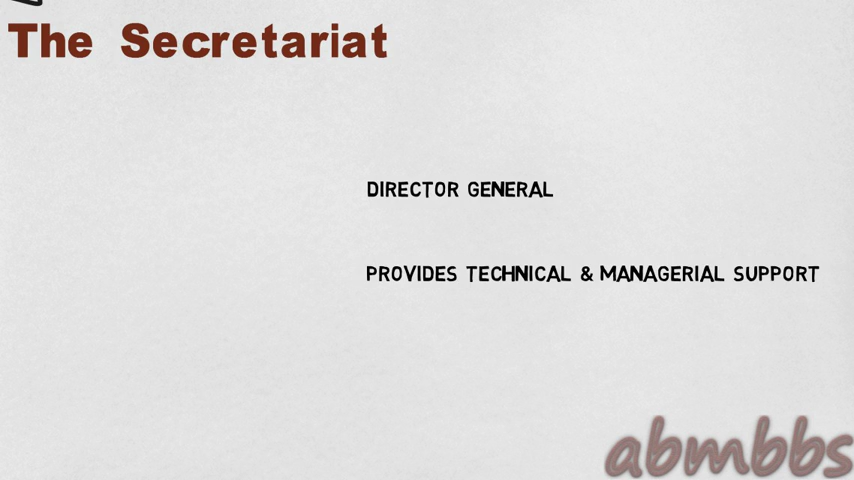 The Secretariat
DIRECTOR GENERAL
PROVIDES TECHNICAL & MANAGERIAL SUPPORT
abmbbs